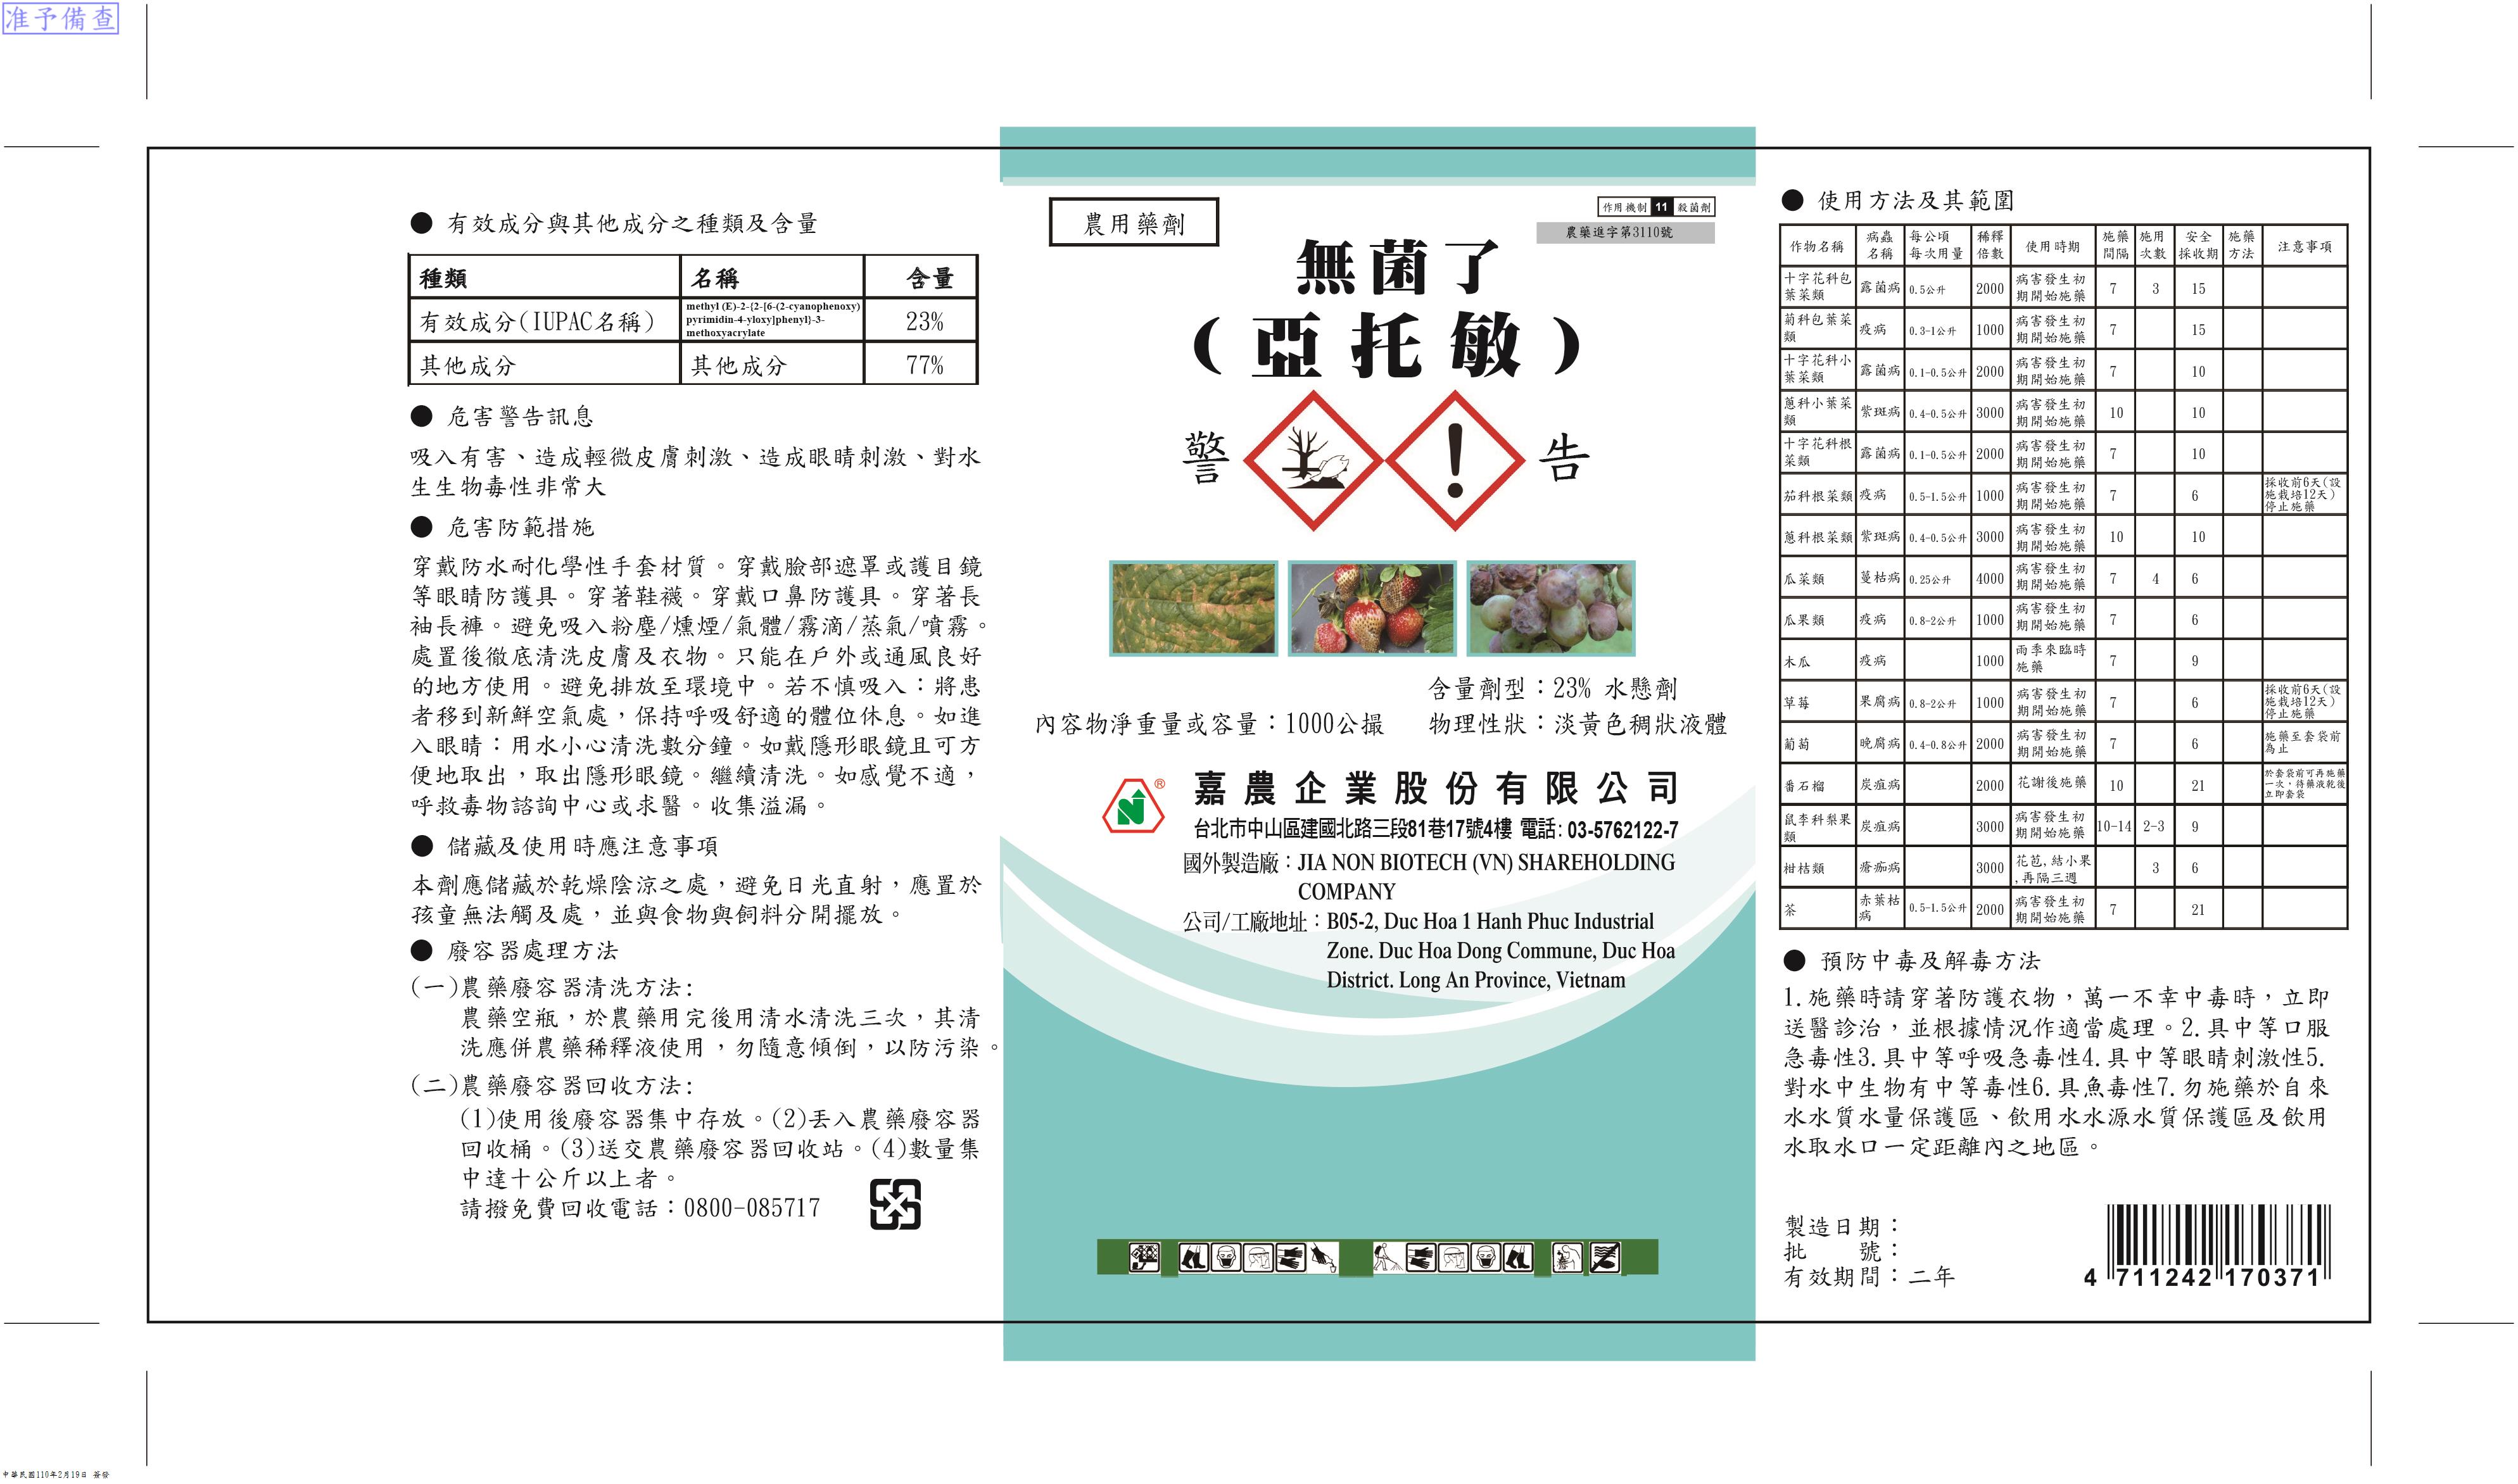 准予備查
● 有效成分與其他成分之種類及含量
種類 名稱 含量
有效成分(IUPAC名稱) methyl (E)-2-{2-[6-(2-cyanophenoxy) pyrimidin-4-yloxy]phenyl}-3-methoxyacrylate 23%
其他成分 其他成分 77%
● 危害警告訊息
吸入有害、造成輕微皮膚刺激、造成眼睛刺激、對水
生生物毒性非常大
● 危害防範措施
穿戴防水耐化學性手套材質。穿戴臉部遮罩或護目鏡
等眼睛防護具。穿著鞋襪。穿戴口鼻防護具。穿著長
袖長褲。避免吸入粉塵/燻煙/氣體/霧滴/蒸氣/噴霧。
處置後徹底清洗皮膚及衣物。只能在戶外或通風良好
的地方使用。避免排放至環境中。若不慎吸入：將患
者移到新鮮空氣處，保持呼吸舒適的體位休息。如進
入眼睛：用水小心清洗數分鐘。如戴隱形眼鏡且可方
便地取出，取出隱形眼鏡。繼續清洗。如感覺不適，
呼救毒物諮詢中心或求醫。收集溢漏。
● 儲藏及使用時應注意事項
本劑應儲藏於乾燥陰涼之處，避免日光直射，應置於
孩童無法觸及處，並與食物與飼料分開擺放。
● 廢容器處理方法
(一)農藥廢容器清洗方法:
農藥空瓶，於農藥用完後用清水清洗三次，其清
洗應併農藥稀釋液使用，勿隨意傾倒，以防污染。
(二)農藥廢容器回收方法:
(1)使用後廢容器集中存放。(2)丟入農藥廢容器
回收桶。(3)送交農藥廢容器回收站。(4)數量集
中達十公斤以上者。
請撥免費回收電話：0800-085717
農用藥劑
作用機制 11 殺菌劑
農藥進字第3110號
無菌了
(亞托敏)
警 告
含量劑型：23% 水懸劑
內容物淨重量或容量：1000公撮 物理性狀：淡黃色稠狀液體
®
嘉農企業股份有限公司
台北市中山區建國北路三段81巷17號4樓 電話: 03-5762122-7
國外製造廠：JIA NON BIOTECH (VN) SHAREHOLDING
COMPANY
公司/工廠地址：B05-2, Duc Hoa 1 Hanh Phuc Industrial
Zone. Duc Hoa Dong Commune, Duc Hoa
District. Long An Province, Vietnam
● 使用方法及其範圍
作物名稱 病蟲名稱 每公頃每次用量 稀釋倍數 使用時期 施藥間隔 施用次數 安全採收期 施藥方法 注意事項
十字花科包葉菜類 露菌病 0.5公升 2000 病害發生初期開始施藥 7 3 15
菊科包葉菜類 疫病 0.3-1公升 1000 病害發生初期開始施藥 7 15
十字花科小葉菜類 露菌病 0.1-0.5公升 2000 病害發生初期開始施藥 7 10
蔥科小葉菜類 紫斑病 0.4-0.5公升 3000 病害發生初期開始施藥 10 10
十字花科根菜類 露菌病 0.1-0.5公升 2000 病害發生初期開始施藥 7 10
茄科根菜類 疫病 0.5-1.5公升 1000 病害發生初期開始施藥 7 6 採收前6天(設施栽培12天)停止施藥
蔥科根菜類 紫斑病 0.4-0.5公升 3000 病害發生初期開始施藥 10 10
瓜菜類 蔓枯病 0.25公升 4000 病害發生初期開始施藥 7 4 6
瓜果類 疫病 0.8-2公升 1000 病害發生初期開始施藥 7 6
木瓜 疫病 1000 雨季來臨時施藥 7 9
草莓 果腐病 0.8-2公升 1000 病害發生初期開始施藥 7 6 採收前6天(設施栽培12天)停止施藥
葡萄 晚腐病 0.4-0.8公升 2000 病害發生初期開始施藥 7 6 施藥至套袋前為止
番石榴 炭疽病 2000 花謝後施藥 10 21 於套袋前可再施藥一次，待藥液乾後立即套袋
鼠李科梨果類 炭疽病 3000 病害發生初期開始施藥 10-14 2-3 9
柑桔類 瘡痂病 3000 花苞,結小果,再隔三週 3 6
茶 赤葉枯病 0.5-1.5公升 2000 病害發生初期開始施藥 7 21
● 預防中毒及解毒方法
1.施藥時請穿著防護衣物，萬一不幸中毒時，立即
送醫診治，並根據情況作適當處理。2.具中等口服
急毒性3.具中等呼吸急毒性4.具中等眼睛刺激性5.
對水中生物有中等毒性6.具魚毒性7.勿施藥於自來
水水質水量保護區、飲用水水源水質保護區及飲用
水取水口一定距離內之地區。
製造日期：
批 號：
有效期間：二年
4 711242 170371
中華民國110年2月19日 簽發